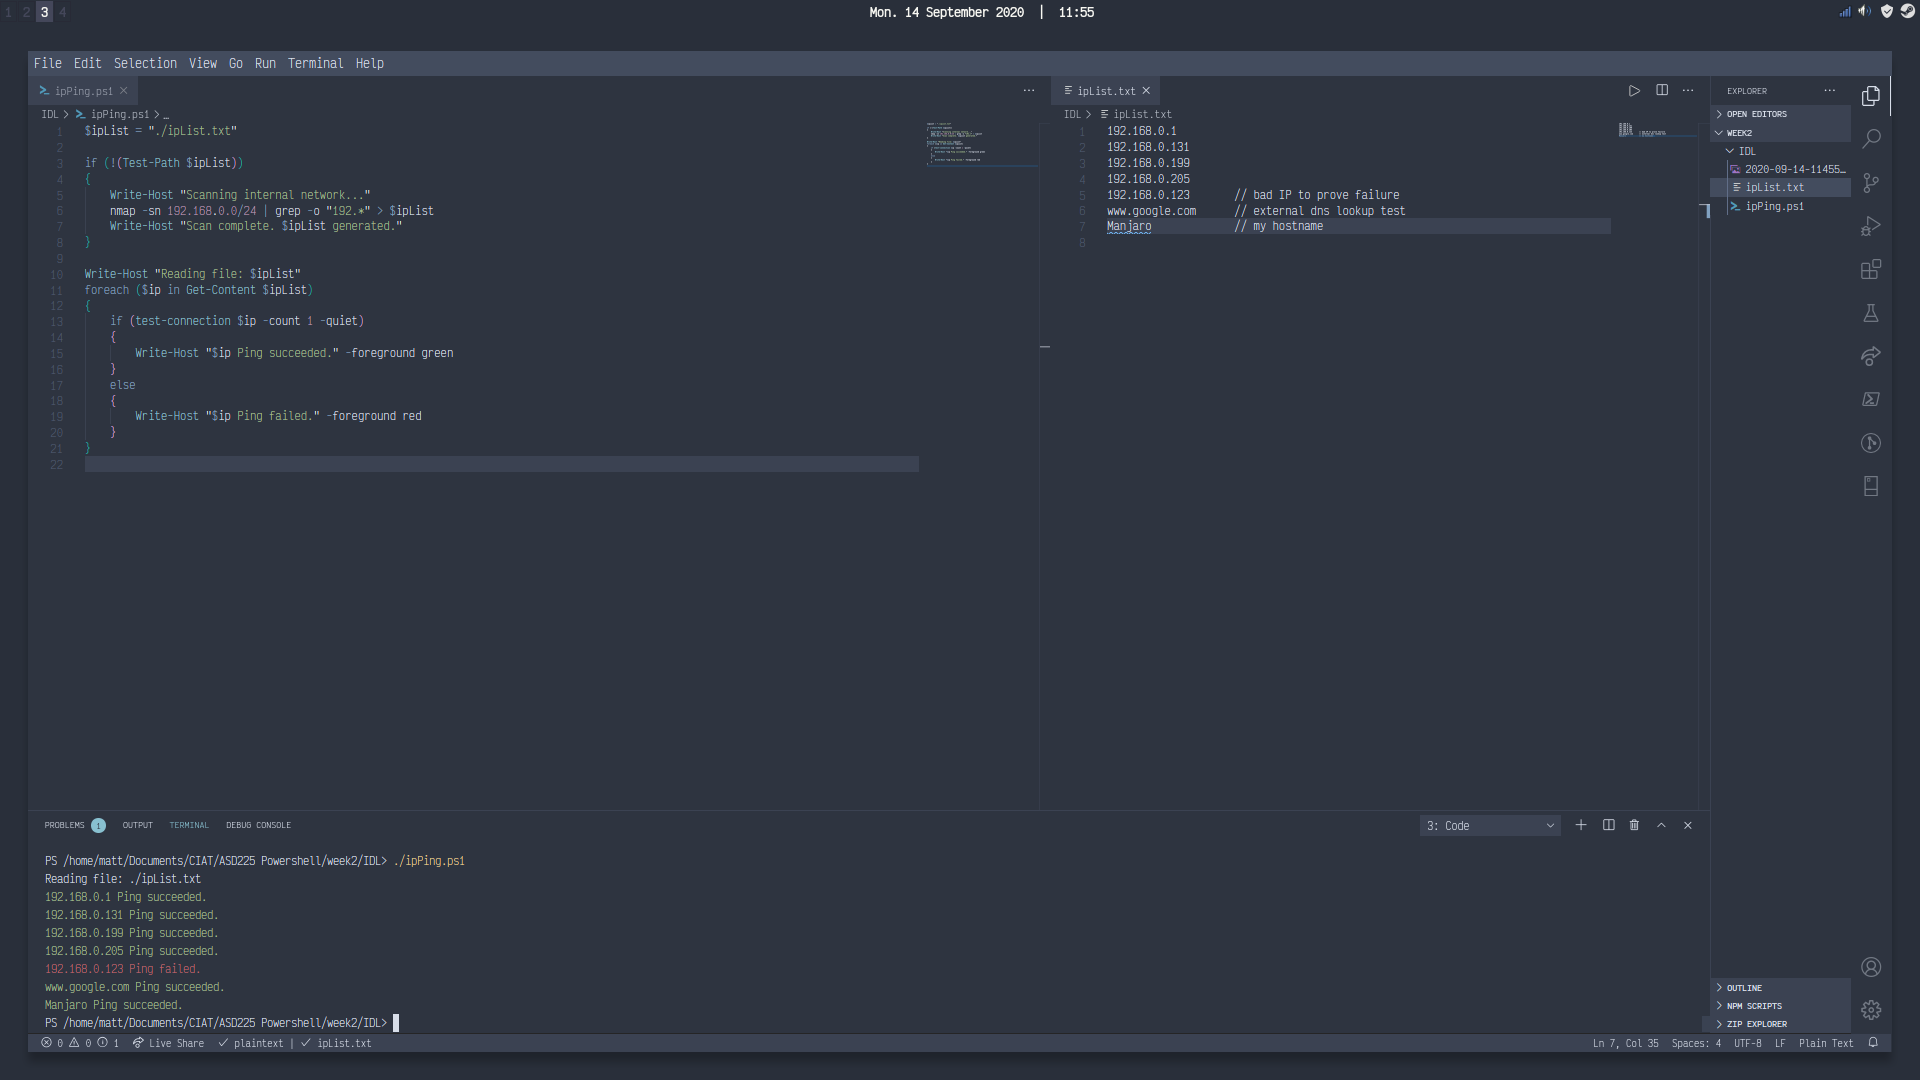 1 2 3 4
Mon. 14 September 2020 | 11:55
File Edit Selection View Go Run Terminal Help
ipPing.ps1
IDL > ipPing.ps1 > …
1 $ipList = "./ipList.txt"
2
3 if (!(Test-Path $ipList))
4 {
5 Write-Host "Scanning internal network..."
6 nmap -sn 192.168.0.0/24 | grep -o "192.*" > $ipList
7 Write-Host "Scan complete. $ipList generated."
8 }
9
10 Write-Host "Reading file: $ipList"
11 foreach ($ip in Get-Content $ipList)
12 {
13 if (test-connection $ip -count 1 -quiet)
14 {
15 Write-Host "$ip Ping succeeded." -foreground green
16 }
17 else
18 {
19 Write-Host "$ip Ping failed." -foreground red
20 }
21 }
22
ipList.txt
IDL > ipList.txt
1 192.168.0.1
2 192.168.0.131
3 192.168.0.199
4 192.168.0.205
5 192.168.0.123 // bad IP to prove failure
6 www.google.com // external dns lookup test
7 Manjaro // my hostname
8
EXPLORER
OPEN EDITORS
WEEK2
IDL
2020-09-14-11455…
ipList.txt
ipPing.ps1
OUTLINE
NPM SCRIPTS
ZIP EXPLORER
PROBLEMS 1 OUTPUT TERMINAL DEBUG CONSOLE
3: Code
PS /home/matt/Documents/CIAT/ASD225 Powershell/week2/IDL> ./ipPing.ps1
Reading file: ./ipList.txt
192.168.0.1 Ping succeeded.
192.168.0.131 Ping succeeded.
192.168.0.199 Ping succeeded.
192.168.0.205 Ping succeeded.
192.168.0.123 Ping failed.
www.google.com Ping succeeded.
Manjaro Ping succeeded.
PS /home/matt/Documents/CIAT/ASD225 Powershell/week2/IDL>
0 0 1 Live Share plaintext | ipList.txt
Ln 7, Col 35 Spaces: 4 UTF-8 LF Plain Text